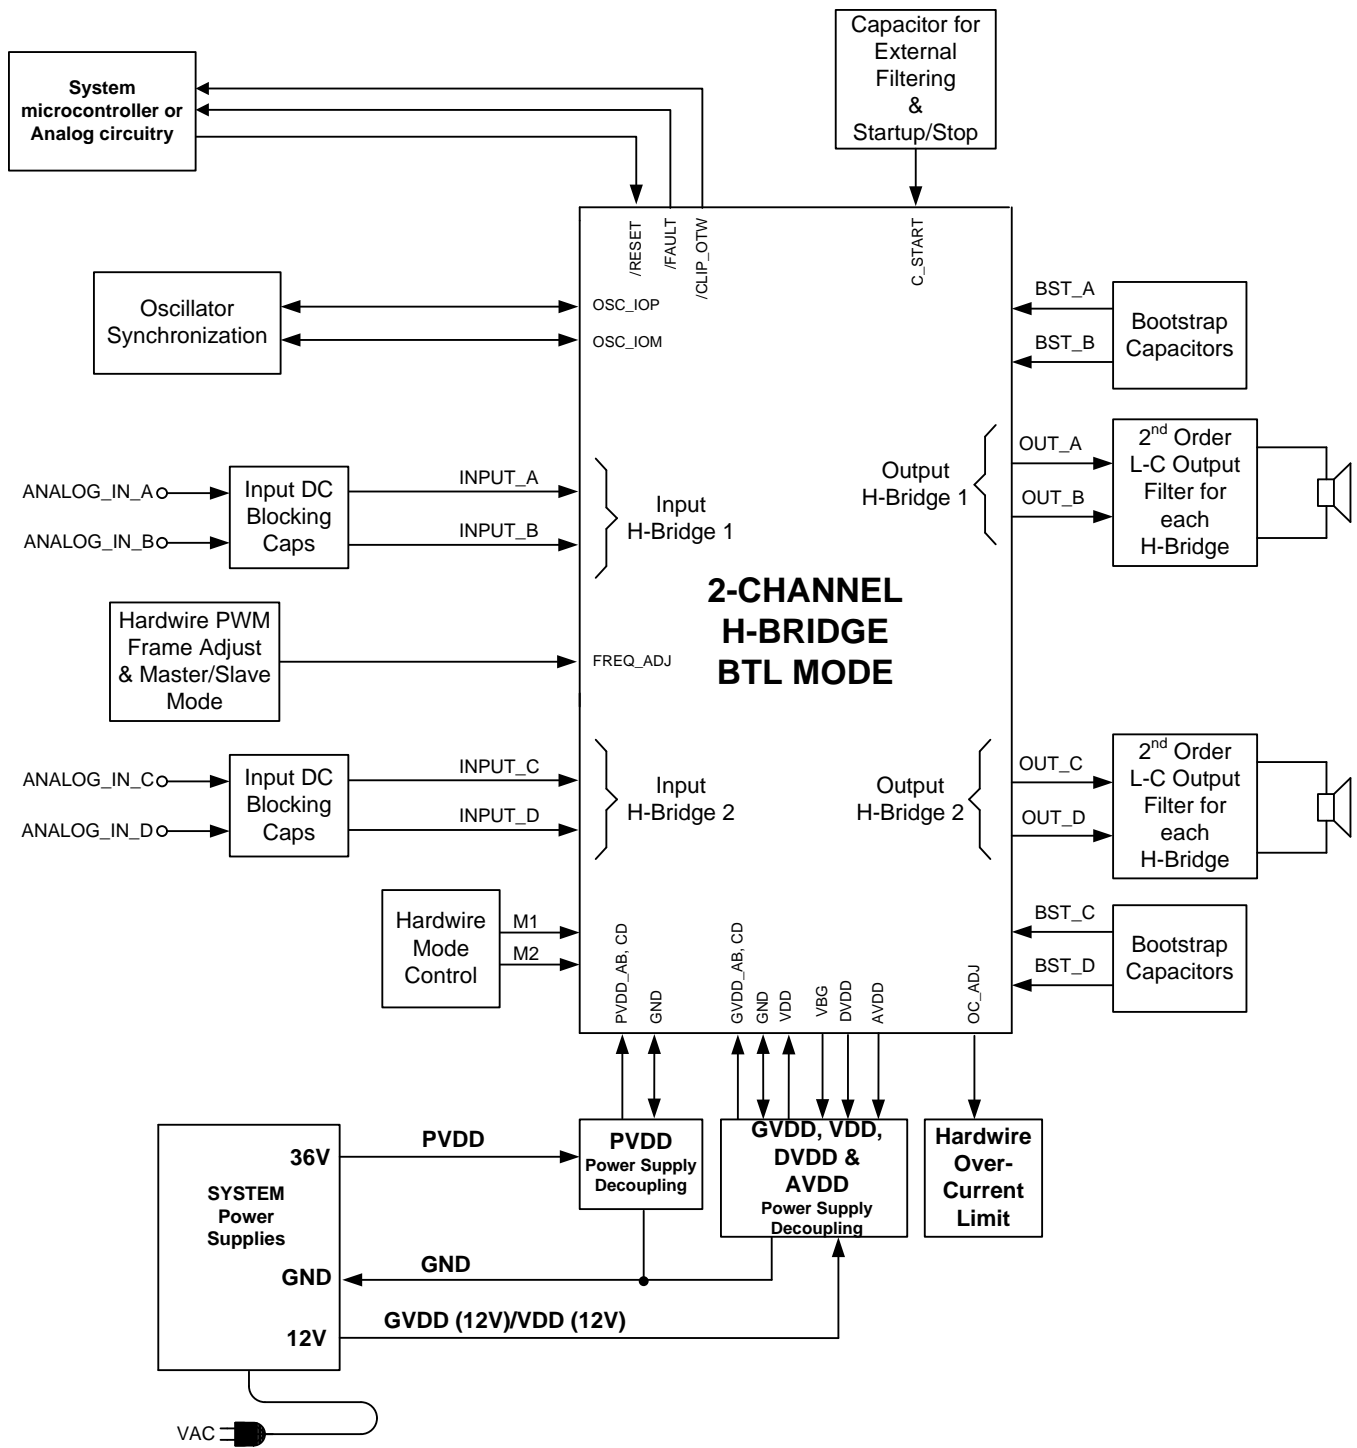 Capacitor for
External
Filtering
&
Startup/Stop
System
microcontroller or
Analog circuitry
/RESET
/FAULT
/CLIP_OTW
C_START
Oscillator
Synchronization
OSC_IOP
OSC_IOM
BST_A
BST_B
Bootstrap
Capacitors
ANALOG_IN_A
ANALOG_IN_B
Input DC
Blocking
Caps
INPUT_A
INPUT_B
Input
H-Bridge 1
Output
H-Bridge 1
OUT_A
OUT_B
2nd Order
L-C Output
Filter for
each
H-Bridge
2-CHANNEL
H-BRIDGE
BTL MODE
Hardwire PWM
Frame Adjust
& Master/Slave
Mode
FREQ_ADJ
ANALOG_IN_C
ANALOG_IN_D
Input DC
Blocking
Caps
INPUT_C
INPUT_D
Input
H-Bridge 2
Output
H-Bridge 2
OUT_C
OUT_D
2nd Order
L-C Output
Filter for
each
H-Bridge
Hardwire
Mode
Control
M1
M2
PVDD_AB, CD
GND
GVDD_AB, CD
GND
VDD
VBG
DVDD
AVDD
OC_ADJ
BST_C
BST_D
Bootstrap
Capacitors
36V
SYSTEM
Power
Supplies
GND
12V
PVDD
PVDD
Power Supply
Decoupling
GVDD, VDD,
DVDD &
AVDD
Power Supply
Decoupling
Hardwire
Over-
Current
Limit
GND
GVDD (12V)/VDD (12V)
VAC